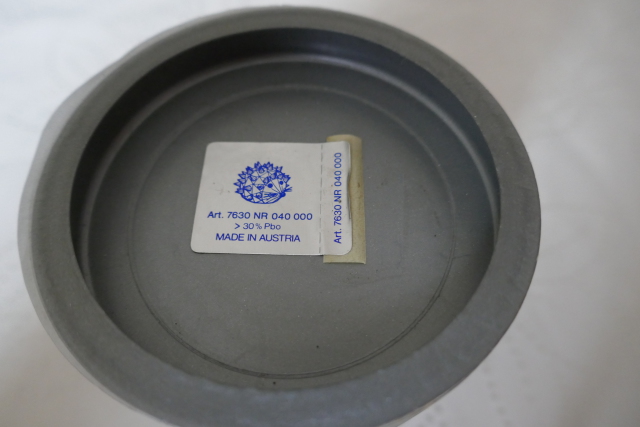 Art. 7630 NR 040 000
> 30% Pbo
MADE IN AUSTRIA
Art. 7630 NR 040 000